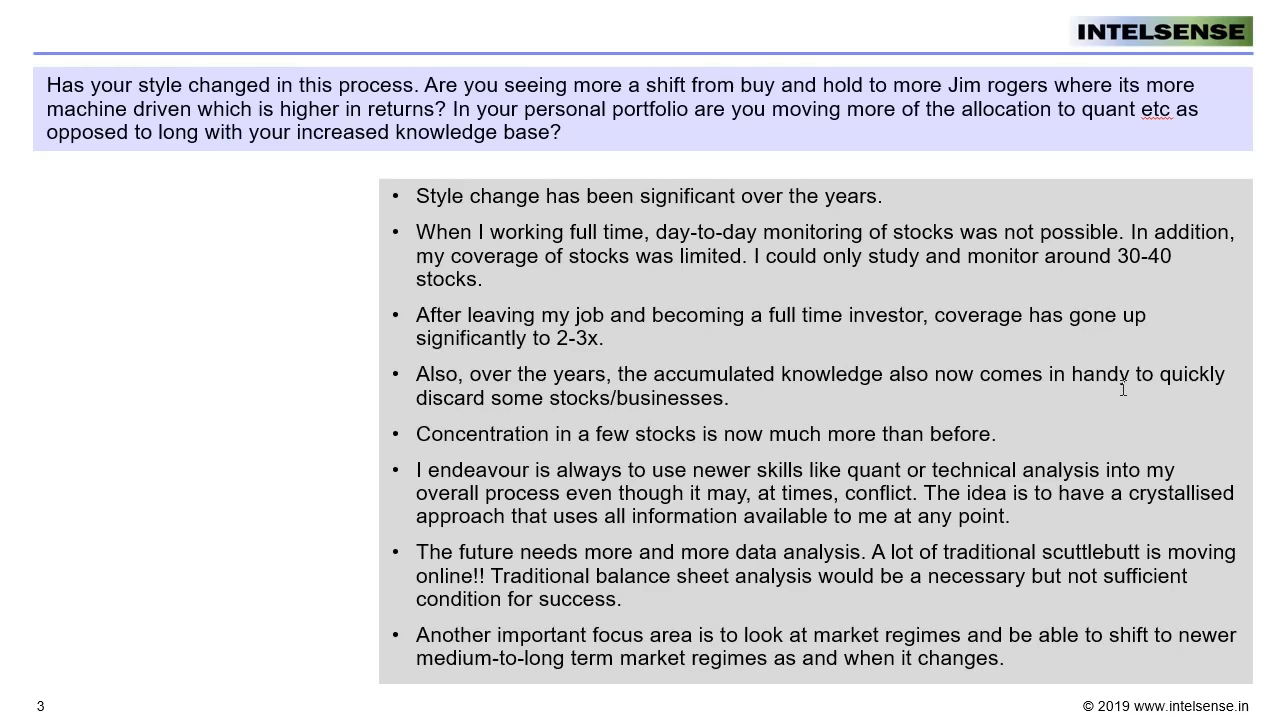 INTELSENSE
Has your style changed in this process. Are you seeing more a shift from buy and hold to more Jim rogers where its more
machine driven which is higher in returns? In your personal portfolio are you moving more of the allocation to quant etc as
opposed to long with your increased knowledge base?
• Style change has been significant over the years.
• When I working full time, day-to-day monitoring of stocks was not possible. In addition,
my coverage of stocks was limited. I could only study and monitor around 30-40
stocks.
• After leaving my job and becoming a full time investor, coverage has gone up
significantly to 2-3x.
• Also, over the years, the accumulated knowledge also now comes in handy to quickly
discard some stocks/businesses.
• Concentration in a few stocks is now much more than before.
• I endeavour is always to use newer skills like quant or technical analysis into my
overall process even though it may, at times, conflict. The idea is to have a crystallised
approach that uses all information available to me at any point.
• The future needs more and more data analysis. A lot of traditional scuttlebutt is moving
online!! Traditional balance sheet analysis would be a necessary but not sufficient
condition for success.
• Another important focus area is to look at market regimes and be able to shift to newer
medium-to-long term market regimes as and when it changes.
3
© 2019 www.intelsense.in